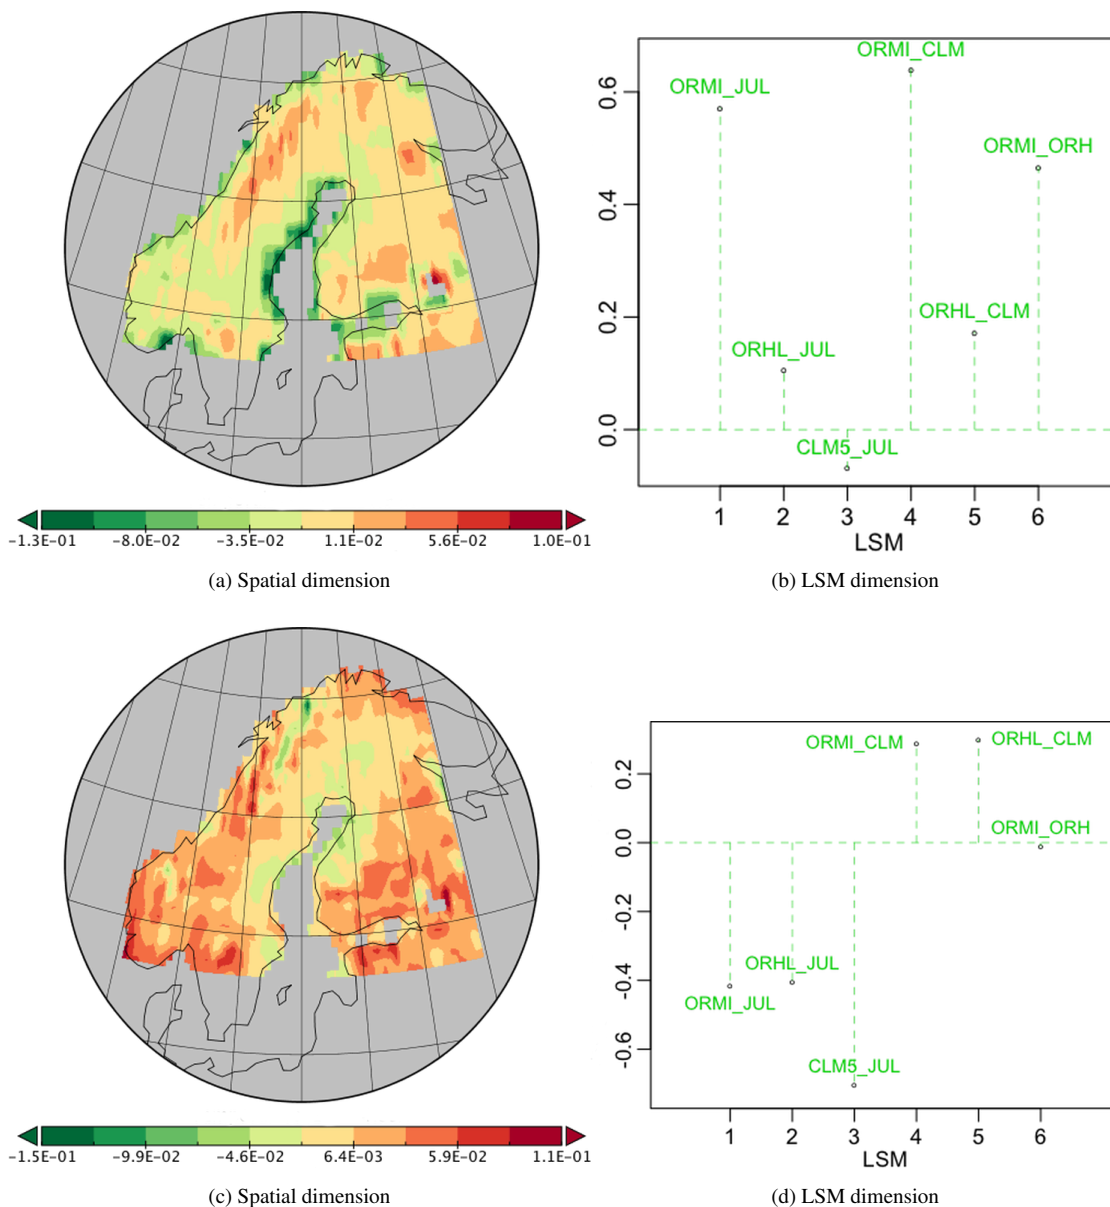 ORMI_CLM
ORMI_JUL
ORMI_ORH
ORHL_CLM
ORHL_JUL
CLM5_JUL
0.6
0.4
0.2
0.0
1 2 3 4 5 6
LSM
-1.3E-01 -8.0E-02 -3.5E-02 1.1E-02 5.6E-02 1.0E-01
(a) Spatial dimension
(b) LSM dimension
ORMI_CLM
ORHL_CLM
ORMI_ORH
ORHL_JUL
ORMI_JUL
CLM5_JUL
0.2
0.0
-0.2
-0.4
-0.6
1 2 3 4 5 6
LSM
-1.5E-01 -9.9E-02 -4.6E-02 6.4E-03 5.9E-02 1.1E-01
(c) Spatial dimension
(d) LSM dimension